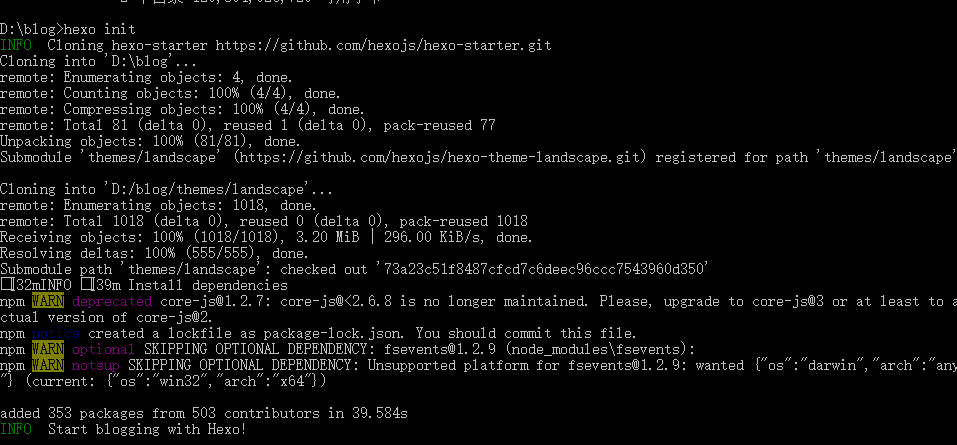 D:\blog>hexo init
INFO  Cloning hexo-starter https://github.com/hexojs/hexo-starter.git
Cloning into 'D:\blog'...
remote: Enumerating objects: 4, done.
remote: Counting objects: 100% (4/4), done.
remote: Compressing objects: 100% (4/4), done.
remote: Total 81 (delta 0), reused 1 (delta 0), pack-reused 77
Unpacking objects: 100% (81/81), done.
Submodule 'themes/landscape' (https://github.com/hexojs/hexo-theme-landscape.git) registered for path 'themes/landscape'
Cloning into 'D:/blog/themes/landscape'...
remote: Enumerating objects: 1018, done.
remote: Total 1018 (delta 0), reused 0 (delta 0), pack-reused 1018
Receiving objects: 100% (1018/1018), 3.20 MiB | 296.00 KiB/s, done.
Resolving deltas: 100% (555/555), done.
Submodule path 'themes/landscape': checked out '73a23c51f8487cfcd7c6deec96ccc7543960d350'
[32mINFO [39m Install dependencies
npm WARN deprecated core-js@1.2.7: core-js@<2.6.8 is no longer maintained. Please, upgrade to core-js@3 or at least to a
ctual version of core-js@2.
npm notice created a lockfile as package-lock.json. You should commit this file.
npm WARN optional SKIPPING OPTIONAL DEPENDENCY: fsevents@1.2.9 (node_modules\fsevents):
npm WARN notsup SKIPPING OPTIONAL DEPENDENCY: Unsupported platform for fsevents@1.2.9: wanted {"os":"darwin","arch":"any
"} (current: {"os":"win32","arch":"x64"})
added 353 packages from 503 contributors in 39.584s
INFO  Start blogging with Hexo!